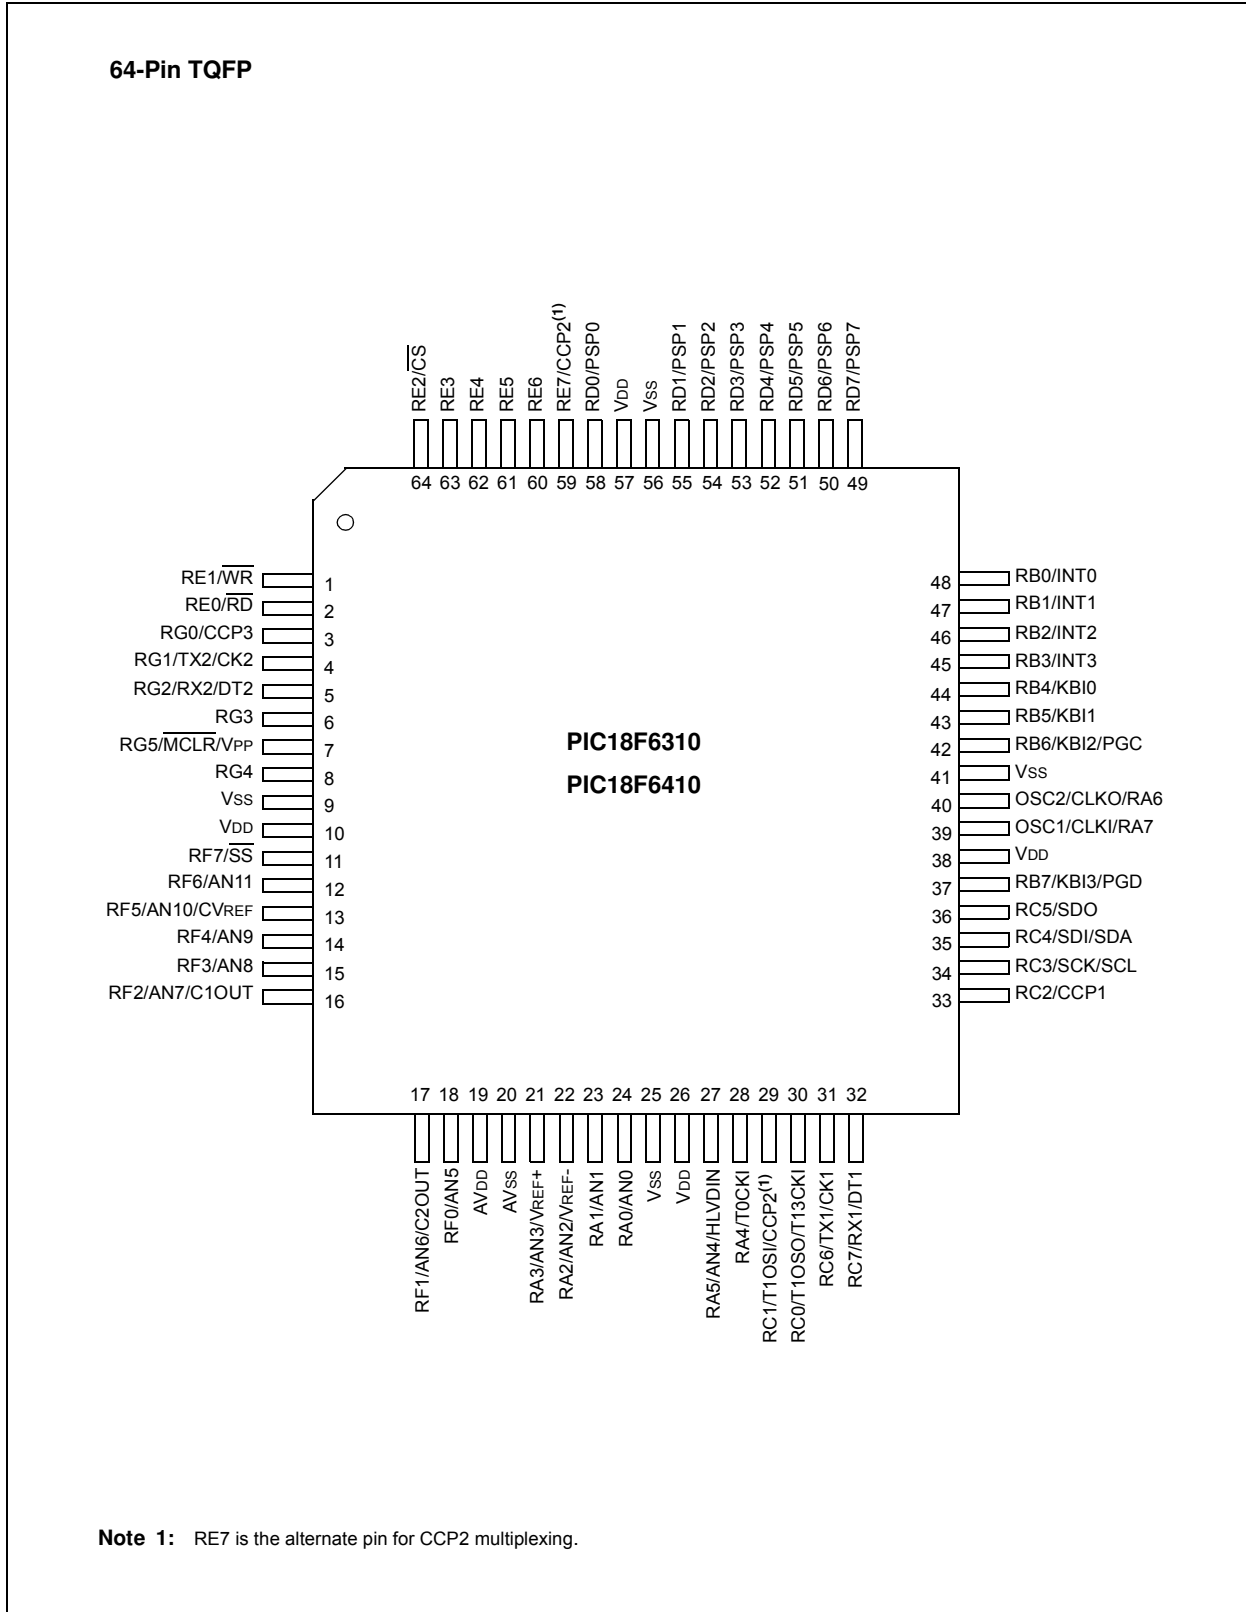 64-Pin TQFP
RE2/CS
RE3
RE4
RE5
RE6
RE7/CCP2(1)
RD0/PSP0
VDD
VSS
RD1/PSP1
RD2/PSP2
RD3/PSP3
RD4/PSP4
RD5/PSP5
RD6/PSP6
RD7/PSP7
64 63 62 61 60 59 58 57 56 55 54 53 52 51 50 49
RE1/WR 1
RE0/RD 2
RG0/CCP3 3
RG1/TX2/CK2 4
RG2/RX2/DT2 5
RG3 6
RG5/MCLR/VPP 7
RG4 8
VSS 9
VDD 10
RF7/SS 11
RF6/AN11 12
RF5/AN10/CVREF 13
RF4/AN9 14
RF3/AN8 15
RF2/AN7/C1OUT 16
PIC18F6310
PIC18F6410
48 RB0/INT0
47 RB1/INT1
46 RB2/INT2
45 RB3/INT3
44 RB4/KBI0
43 RB5/KBI1
42 RB6/KBI2/PGC
41 VSS
40 OSC2/CLKO/RA6
39 OSC1/CLKI/RA7
38 VDD
37 RB7/KBI3/PGD
36 RC5/SDO
35 RC4/SDI/SDA
34 RC3/SCK/SCL
33 RC2/CCP1
17 18 19 20 21 22 23 24 25 26 27 28 29 30 31 32
RF1/AN6/C2OUT
RF0/AN5
AVDD
AVSS
RA3/AN3/VREF+
RA2/AN2/VREF-
RA1/AN1
RA0/AN0
VSS
VDD
RA5/AN4/HLVDIN
RA4/T0CKI
RC1/T1OSI/CCP2(1)
RC0/T1OSO/T13CKI
RC6/TX1/CK1
RC7/RX1/DT1
Note 1: RE7 is the alternate pin for CCP2 multiplexing.